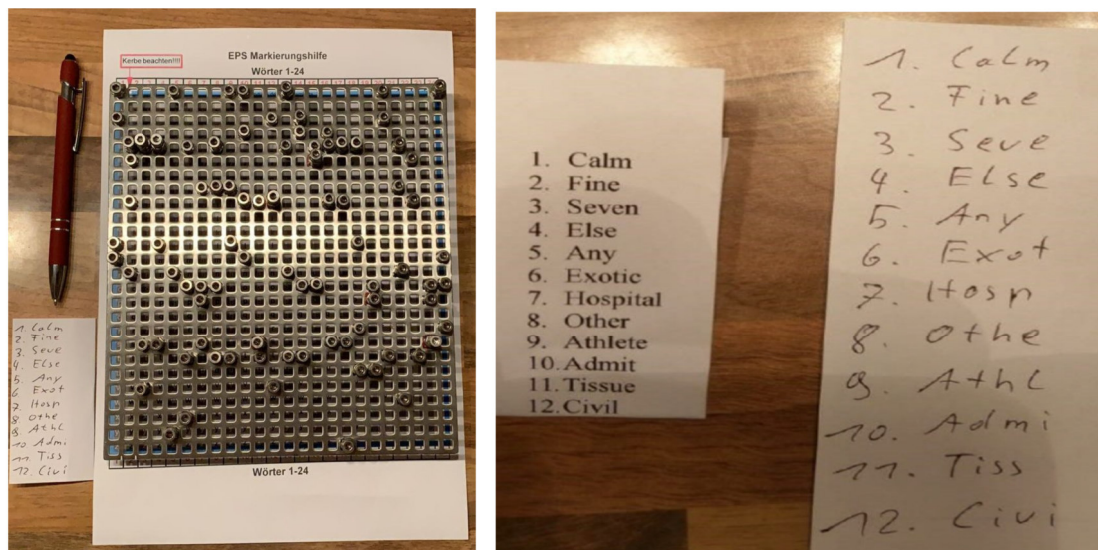 Kerbe beachten!!!!
EPS Markierungshilfe
Wörter 1-24
Wörter 1-24
1. Calm
2. Fine
3. Seve
4. Else
5. Any
6 Exot
7. Hosp
8. Othe
9. Athl
10. Admi
11. Tiss
12. Civi
1. Calm
2. Fine
3. Seven
4. Else
5. Any
6. Exotic
7. Hospital
8. Other
9. Athlete
10. Admit
11. Tissue
12. Civil
1. Calm
2. Fine
3. Seve
4. Else
5. Any
6. Exot
7. Hosp
8. Othe
9. Athl
10. Admi
11. Tiss
12. Civi